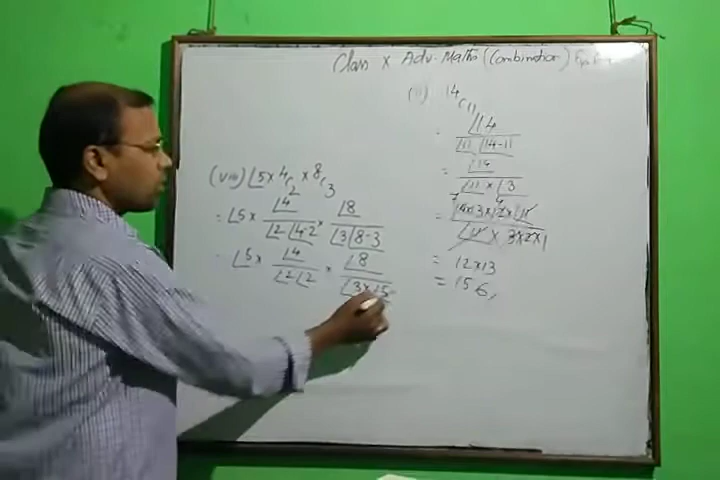 Class X Adv. Maths (Combination)
(ii) 14C11
= ∠14 / ∠11 ∠14-11
= ∠14 / ∠11 × ∠3
= 14×13×12×∠11 / ∠11 × 3×2×1
= 12×13
= 156,
(viii) ∠5 × 4C2 × 8C3
= ∠5 × ∠4 / ∠2 ∠4-2 × ∠8 / ∠3 ∠8-3
= ∠5 × ∠4 / ∠2 ∠2 × ∠8 / ∠3 × ∠5